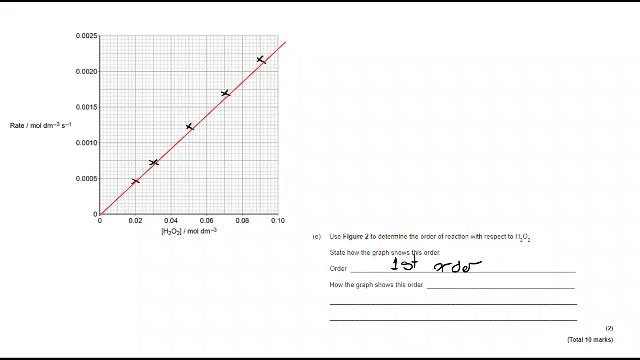 0.0025
0.0020
0.0015
Rate / mol dm⁻³ s⁻¹
0.0010
0.0005
0
0 0.02 0.04 0.06 0.08 0.10
[H₂O₂] / mol dm⁻³
(c) Use Figure 2 to determine the order of reaction with respect to H₂O₂
State how the graph shows this order.
Order 1st order
How the graph shows this order
(2)
(Total 10 marks)